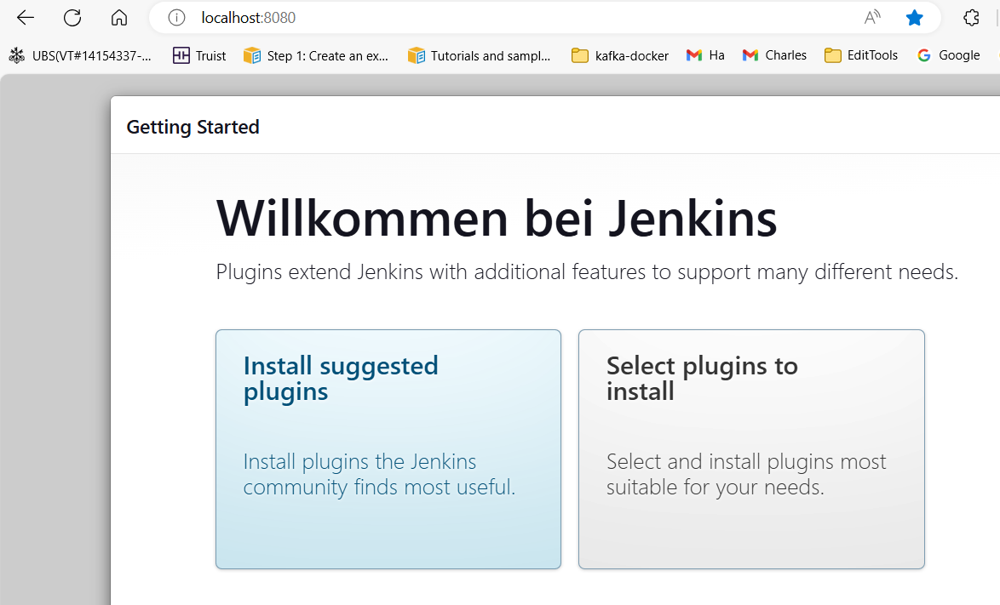 localhost:8080
UBS(VT#14154337-... Truist Step 1: Create an ex... Tutorials and sampl... kafka-docker Ha Charles EditTools Google
Getting Started
Willkommen bei Jenkins
Plugins extend Jenkins with additional features to support many different needs.
Install suggested
plugins
Install plugins the Jenkins
community finds most useful.
Select plugins to
install
Select and install plugins most
suitable for your needs.